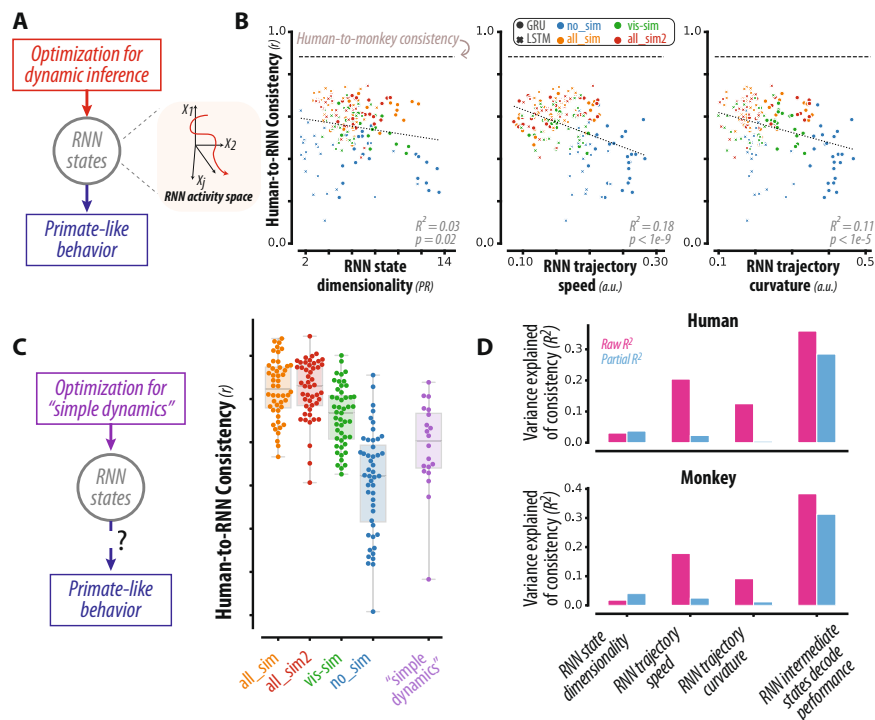 A
Optimization for
dynamic inference
RNN
states
Primate-like
behavior
X1
X2
Xj
RNN activity space
B
Human-to-RNN Consistency (r)
1.0
0.8
0.6
0.4
0.2
1.0
Human-to-monkey consistency
R² = 0.03
p = 0.02
2
14
RNN state
dimensionality (PR)
GRU
LSTM
no_sim
all_sim
vis-sim
all_sim2
1.0
R² = 0.18
p < 1e-9
0.10
0.30
RNN trajectory
speed (a.u.)
1.0
R² = 0.11
p < 1e-5
0.1
0.5
RNN trajectory
curvature (a.u.)
C
Optimization for
“simple dynamics”
RNN
states
?
Primate-like
behavior
Human-to-RNN Consistency (r)
all_sim
all_sim2
vis-sim
no_sim
“simple
dynamics”
D
Human
Variance explained
of consistency (R²)
0.3
0.2
0.1
0.0
Raw R²
Partial R²
Monkey
Variance explained
of consistency (R²)
0.4
0.3
0.2
0.1
0.0
RNN state
dimensionality
RNN trajectory
speed
RNN trajectory
curvature
RNN intermediate
states decode
performance